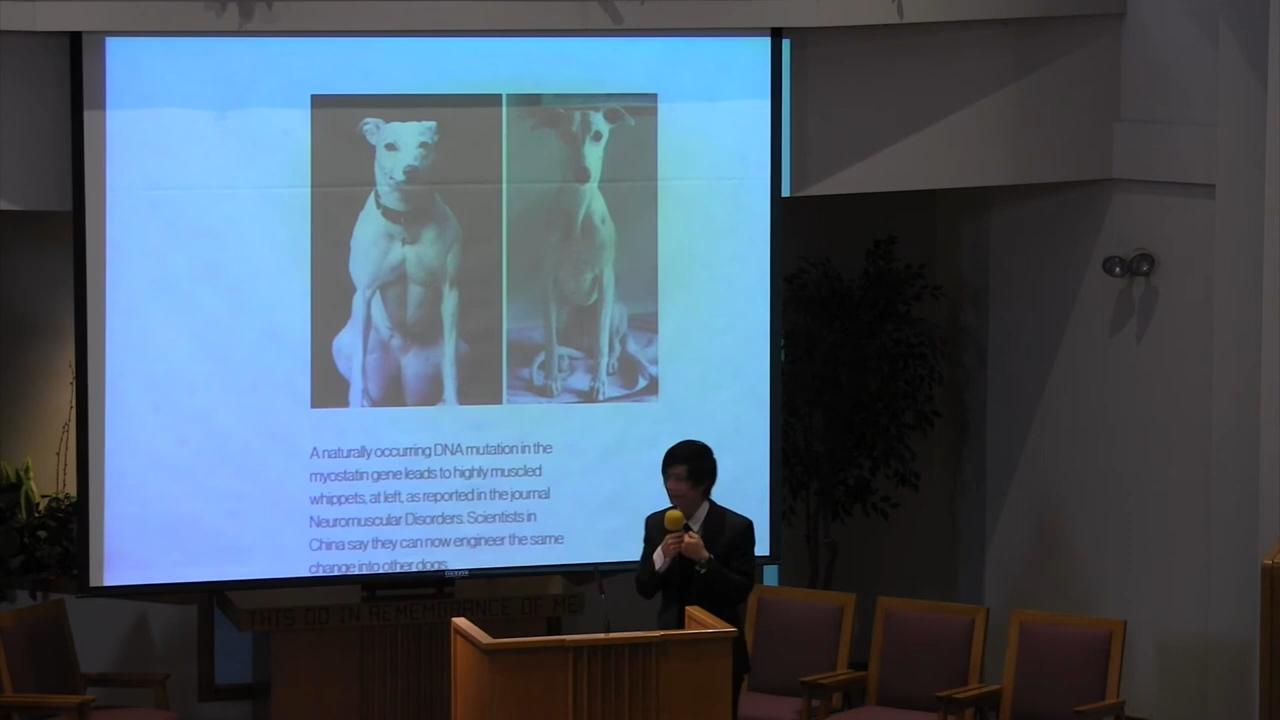 A naturally occurring DNA mutation in the
myostatin gene leads to highly muscled
whippets, at left, as reported in the journal
Neuromuscular Disorders. Scientists in
China say they can now engineer the same
change into other dogs.
THIS DO IN REMEMBRANCE OF ME